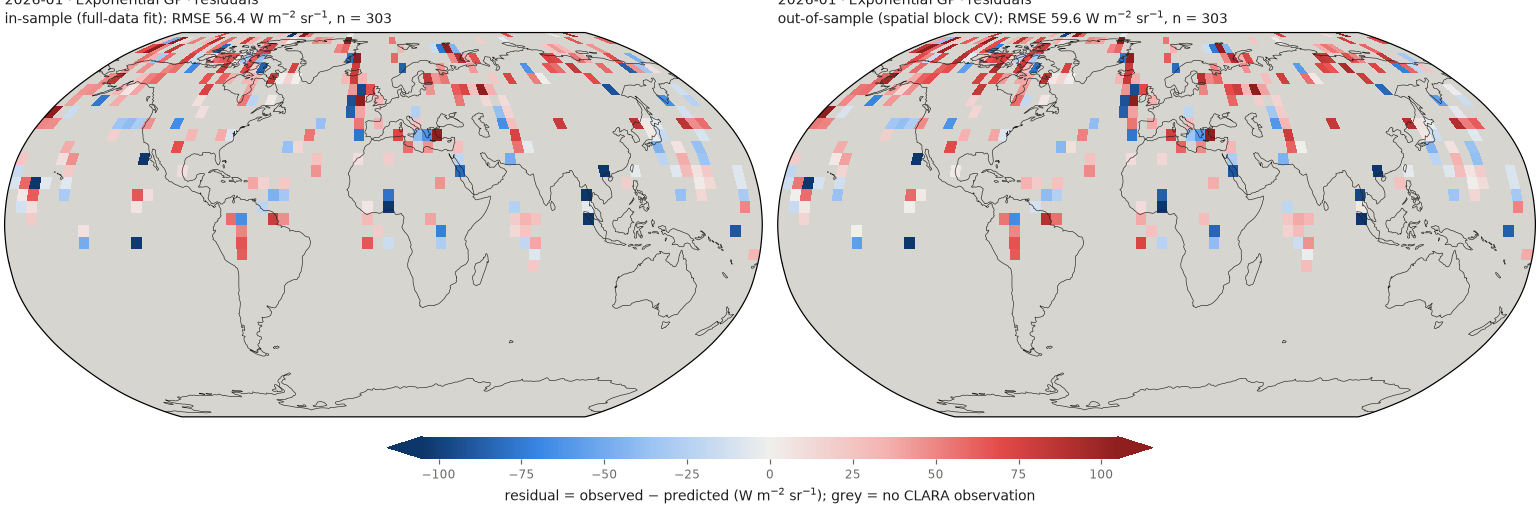 2026-01 · Exponential GP · residuals
in-sample (full-data fit): RMSE 56.4 W m⁻² sr⁻¹, n = 303
2026-01 · Exponential GP · residuals
out-of-sample (spatial block CV): RMSE 59.6 W m⁻² sr⁻¹, n = 303
−100 −75 −50 −25 0 25 50 75 100
residual = observed − predicted (W m⁻² sr⁻¹); grey = no CLARA observation